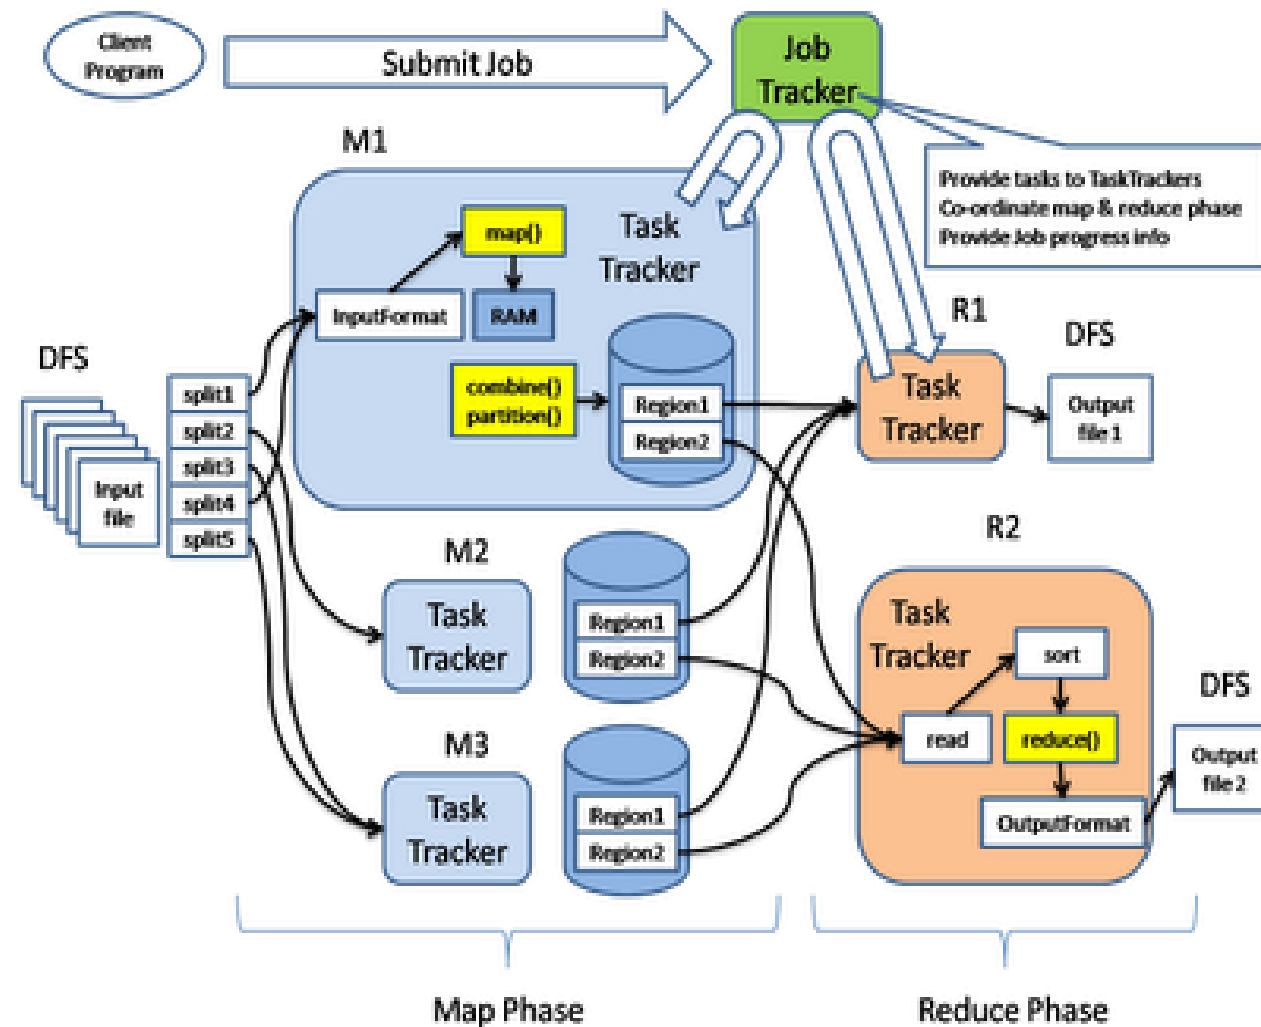 Client
Program
Submit Job
Job
Tracker
Provide tasks to TaskTrackers
Co-ordinate map & reduce phase
Provide Job progress info
M1
Task
Tracker
map()
InputFormat
RAM
combine()
partition()
Region1
Region2
DFS
Input
file
split1
split2
split3
split4
split5
M2
Task
Tracker
Region1
Region2
M3
Task
Tracker
Region1
Region2
R1
Task
Tracker
DFS
Output
file 1
R2
Task
Tracker
sort
read
reduce()
OutputFormat
DFS
Output
file 2
Map Phase
Reduce Phase